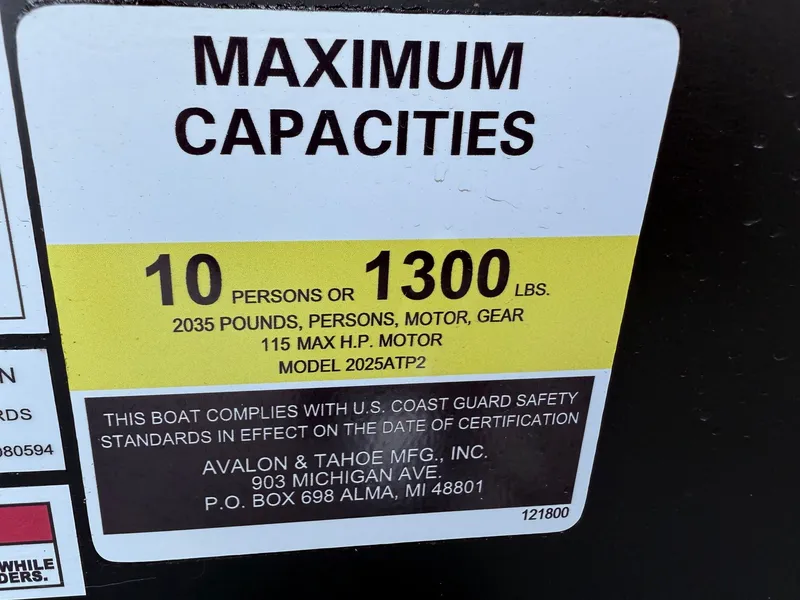 MAXIMUM
CAPACITIES
10 PERSONS OR 1300 LBS.
2035 POUNDS, PERSONS, MOTOR, GEAR
115 MAX H.P. MOTOR
MODEL 2025ATP2
THIS BOAT COMPLIES WITH U.S. COAST GUARD SAFETY
STANDARDS IN EFFECT ON THE DATE OF CERTIFICATION
AVALON & TAHOE MFG., INC.
903 MICHIGAN AVE.
P.O. BOX 698 ALMA, MI 48801
121800
N
RDS
080594
WHILE
DERS.